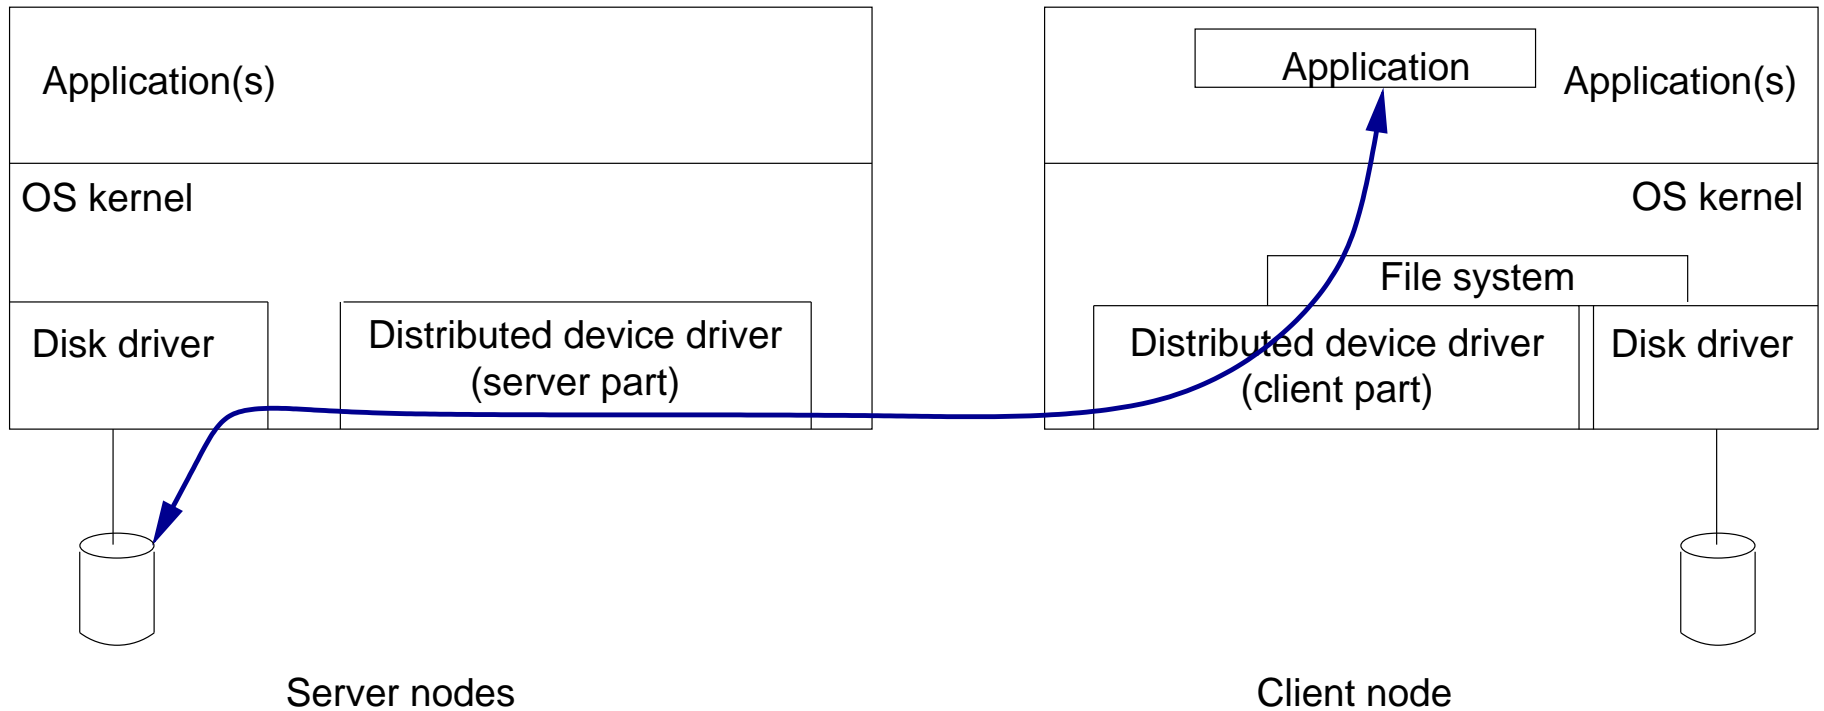 Application(s)
OS kernel
Disk driver
Distributed device driver
(server part)
Server nodes
Application
Application(s)
OS kernel
File system
Distributed device driver
(client part)
Disk driver
Client node